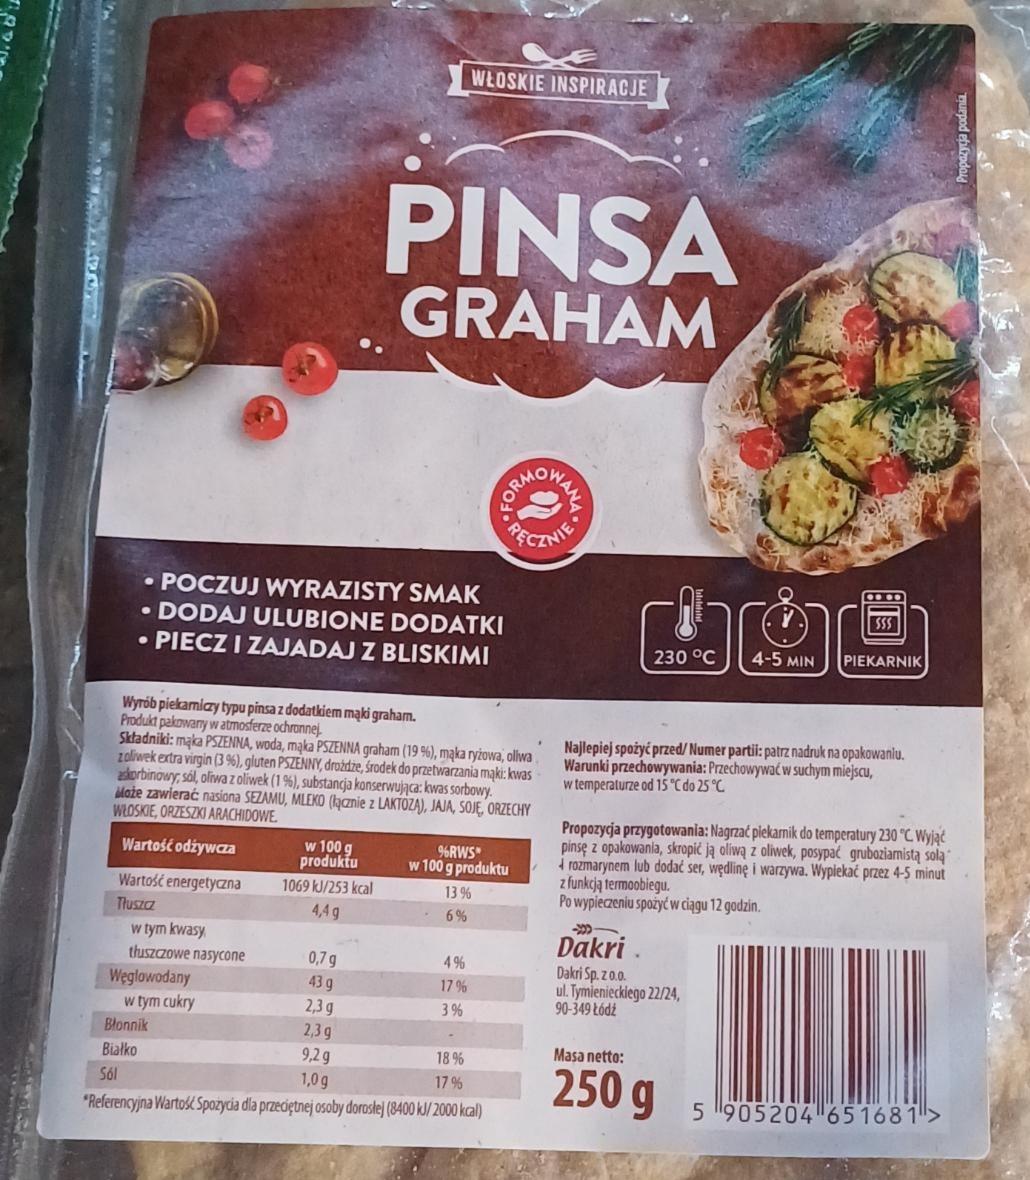 Propozycja podania.
WŁOSKIE INSPIRACJE
PINSA
GRAHAM
FORMOWANA RĘCZNIE
• POCZUJ WYRAZISTY SMAK
• DODAJ ULUBIONE DODATKI
• PIECZ I ZAJADAJ Z BLISKIMI
230 °C
4-5 MIN
PIEKARNIK
Wyrób piekarniczy typu pinsa z dodatkiem mąki graham.
Produkt pakowany w atmosferze ochronnej.
Składniki: mąka PSZENNA, woda, mąka PSZENNA graham (19 %), mąka ryżowa, oliwa
z oliwek extra virgin (3 %), gluten PSZENNY, drożdże, środek do przetwarzania mąki: kwas
askorbinowy; sól, oliwa z oliwek (1 %), substancja konserwująca: kwas sorbowy.
Może zawierać: nasiona SEZAMU, MLEKO (łącznie z LAKTOZĄ), JAJA, SOJĘ, ORZECHY
WŁOSKIE, ORZESZKI ARACHIDOWE.
Wartość odżywcza w 100 g produktu %RWS* w 100 g produktu
Wartość energetyczna 1069 kJ/253 kcal 13 %
Tłuszcz 4,4 g 6 %
w tym kwasy
tłuszczowe nasycone 0,7 g 4 %
Węglowodany 43 g 17 %
w tym cukry 2,3 g 3 %
Błonnik 2,3 g -
Białko 9,2 g 18 %
Sól 1,0 g 17 %
*Referencyjna Wartość Spożycia dla przeciętnej osoby dorosłej (8400 kJ/ 2000 kcal)
Najlepiej spożyć przed/ Numer partii: patrz nadruk na opakowaniu.
Warunki przechowywania: Przechowywać w suchym miejscu,
w temperaturze od 15 °C do 25 °C.
Propozycja przygotowania: Nagrzać piekarnik do temperatury 230 °C. Wyjąć
pinsę z opakowania, skropić ją oliwą z oliwek, posypać gruboziarnistą solą
i rozmarynem lub dodać ser, wędlinę i warzywa. Wypiekać przez 4-5 minut
z funkcją termoobiegu.
Po wypieczeniu spożyć w ciągu 12 godzin.
Dakri
Dakri Sp. z o.o.
ul. Tymienieckiego 22/24,
90-349 Łódź
Masa netto:
250 g
5 905204 651681 >